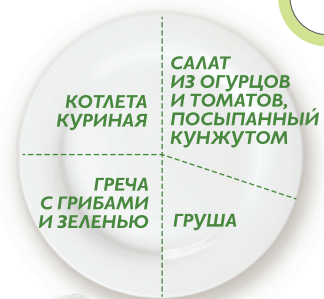 САЛАТ
ИЗ ОГУРЦОВ
И ТОМАТОВ,
ПОСЫПАННЫЙ
КУНЖУТОМ
КОТЛЕТА
КУРИНАЯ
ГРЕЧА
С ГРИБАМИ
И ЗЕЛЕНЬЮ
ГРУША